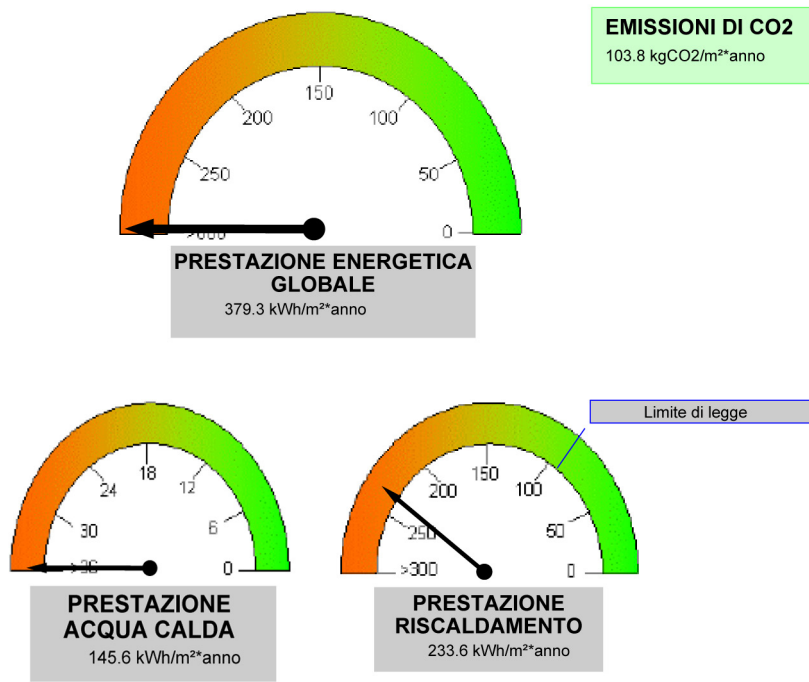 EMISSIONI DI CO2
103.8 kgCO2/m²*anno
150
200
100
250
50
0
PRESTAZIONE ENERGETICA
GLOBALE
379.3 kWh/m²*anno
Limite di legge
18
24
12
30
6
0
PRESTAZIONE
ACQUA CALDA
145.6 kWh/m²*anno
150
200
100
250
50
>300
0
PRESTAZIONE
RISCALDAMENTO
233.6 kWh/m²*anno